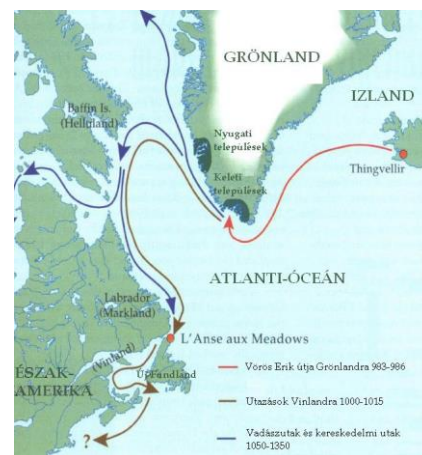 GRÖNLAND
IZLAND
Baffin Is.
(Helluland)
Nyugati
települések
Thingvellir
Keleti
települések
ATLANTI-ÓCEÁN
Labradór
(Markland)
L'Anse aux Meadows
(Vinland)
Új-Fundland
ÉSZAK-
AMERIKA
?
Vörös Erik útja Grönlandra 983-986
Utazások Vinlandra 1000-1015
Vadászutak és kereskedelmi utak
1050-1350